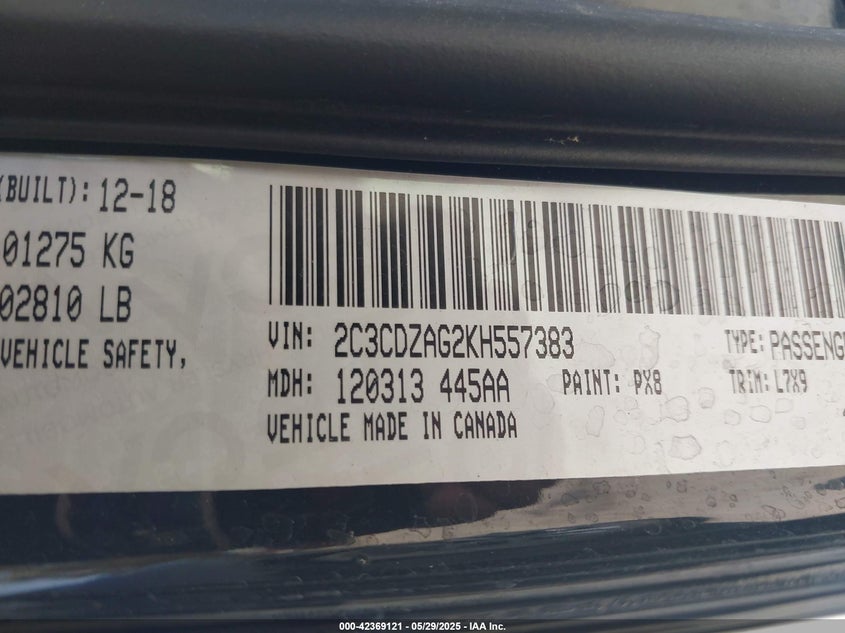 (BUILT): 12-18
01275 KG
02810 LB
VEHICLE SAFETY,
VIN: 2C3CDZAG2KH557383
TYPE: PASSENG
MDH: 120313 445AA
PAINT: PX8
TRIM: L7X9
VEHICLE MADE IN CANADA
000-42369121 - 05/29/2025 - IAA Inc.